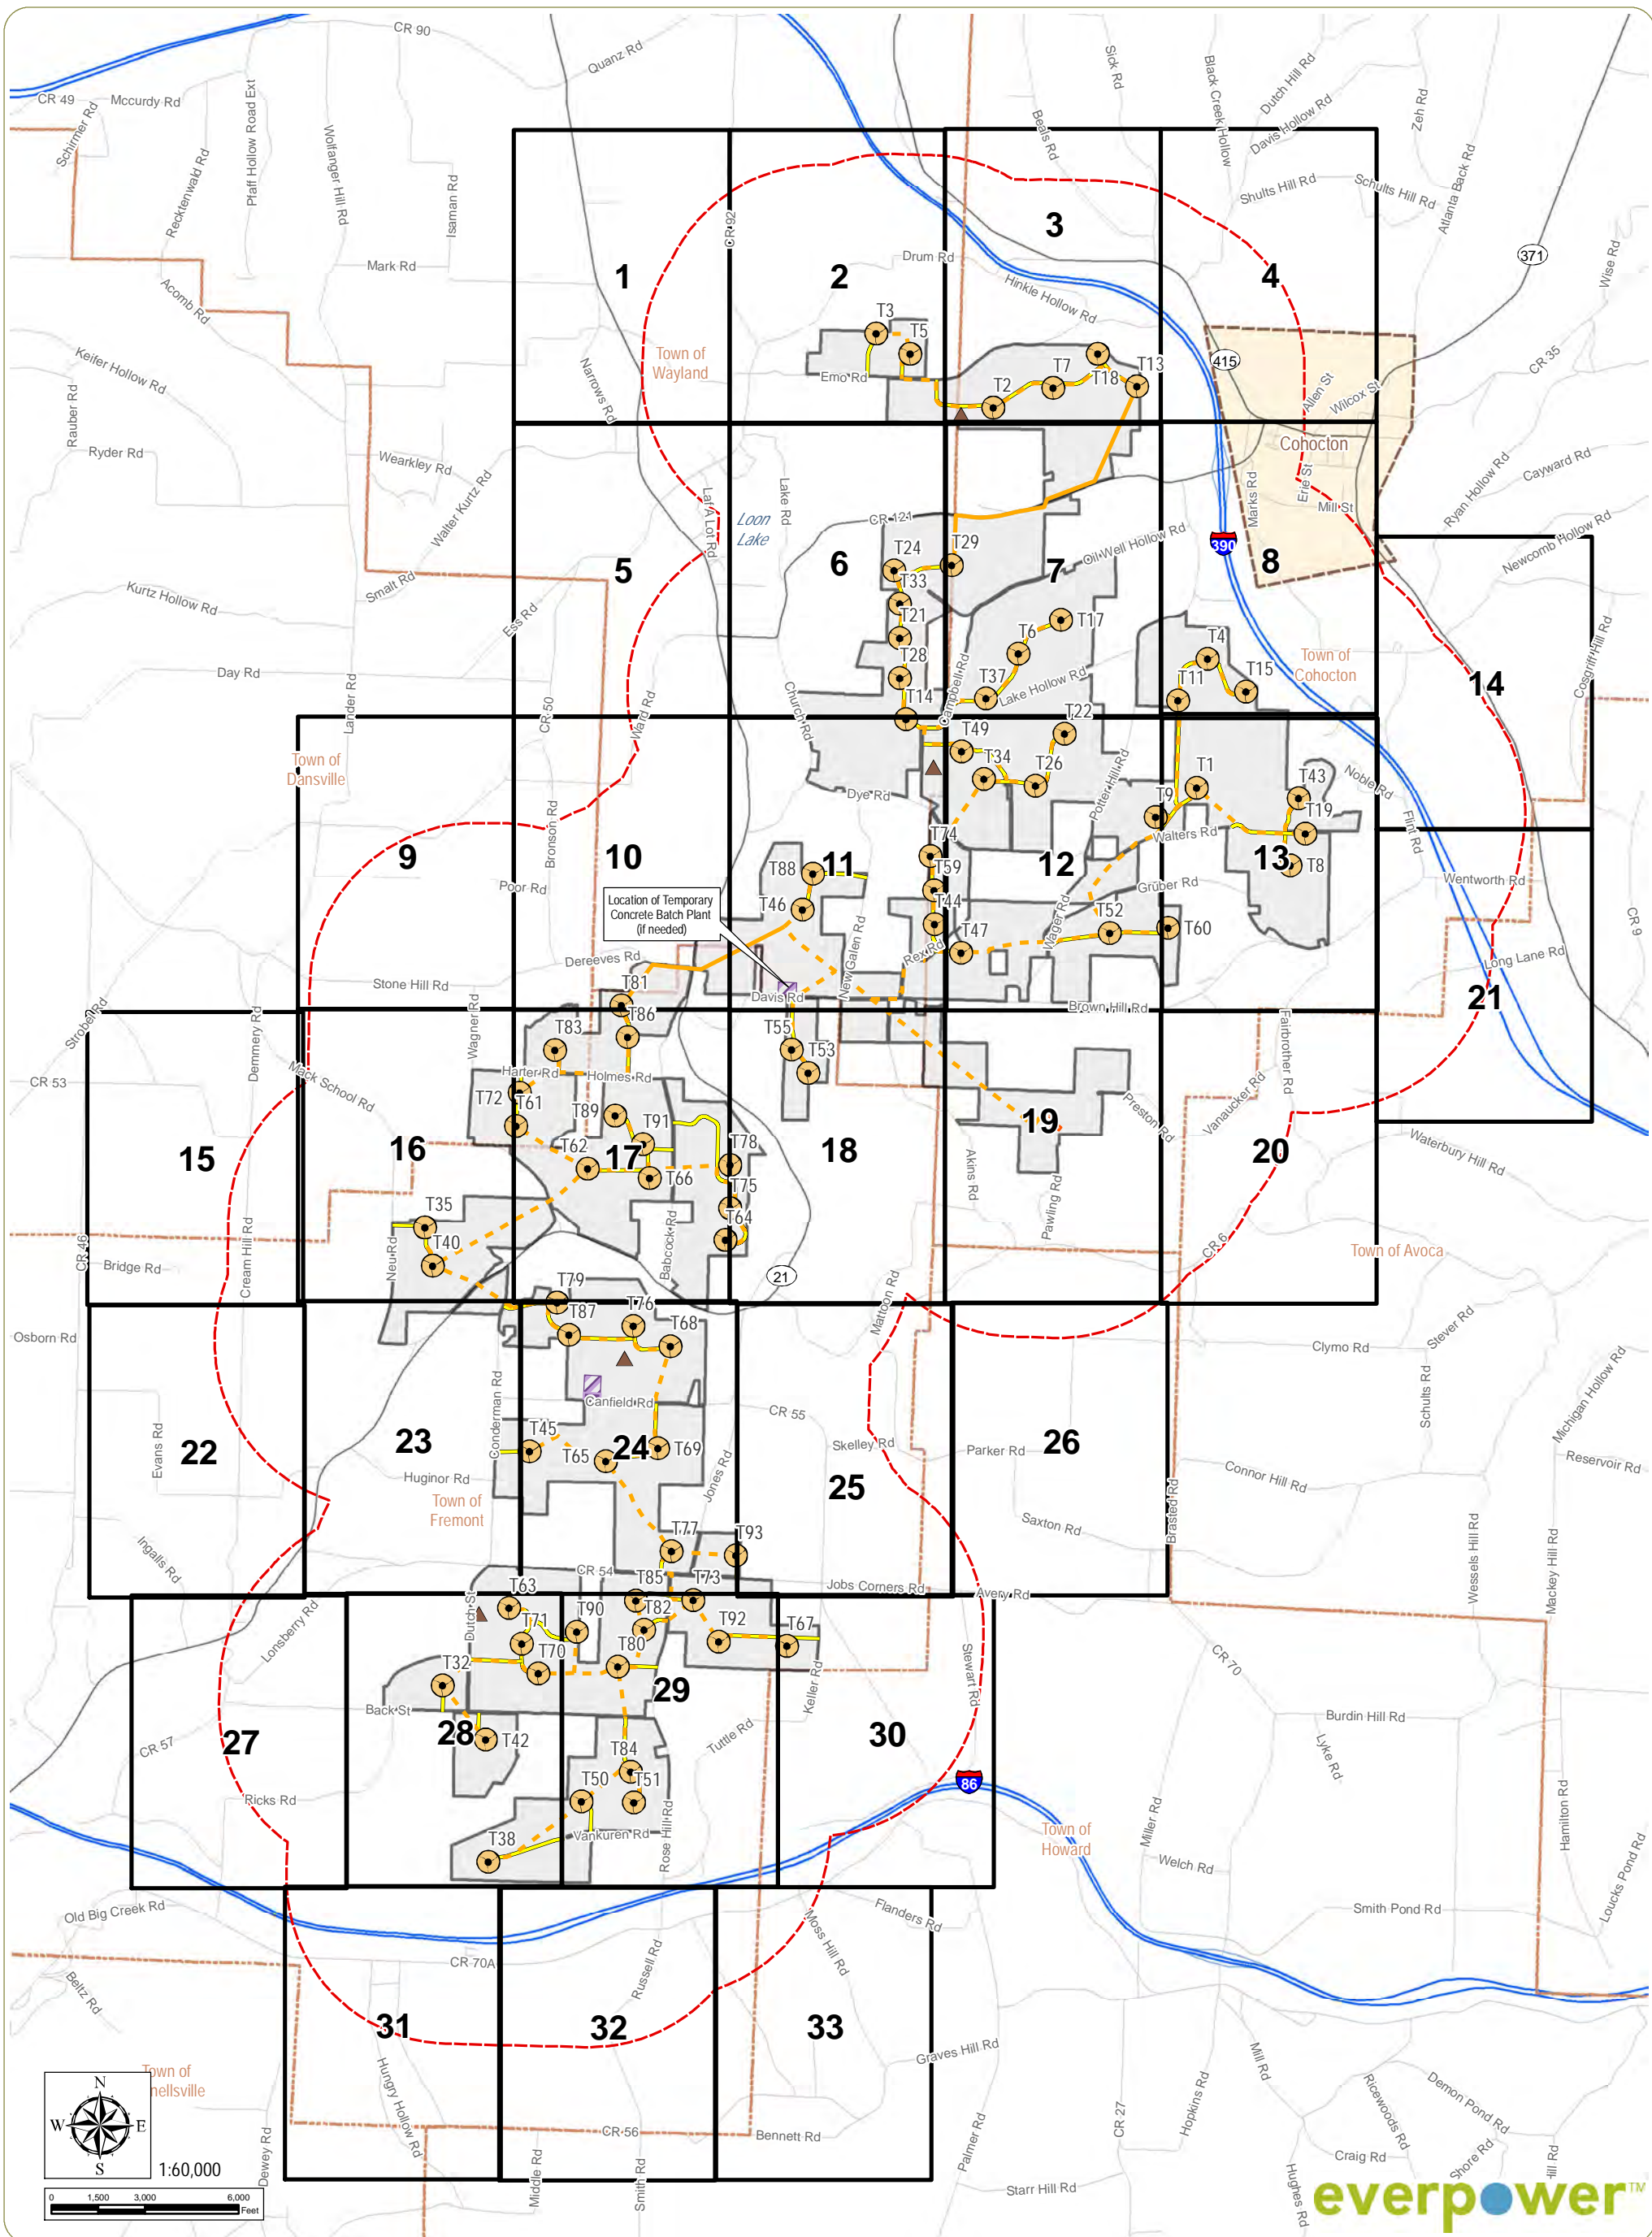 CR 90
Quanz Rd
Sick Rd
Black Creek Hollow
Dutch Hill Rd
Davis Hollow Rd
Zeh Rd
CR 49
Mccurdy Rd
Schirmer Rd
Pfaff Hollow Road Ext
Wolfanger Hill Rd
Recktenwald Rd
Isaman Rd
Beals Rd
Shults Hill Rd
Schults Hill Rd
Atlanta Back Rd
CR 92
3
371
Wise Rd
Mark Rd
Drum Rd
1
2
4
Hinkle Hollow Rd
Acomb Rd
T3
T5
Town of
Wayland
415
Keifer Hollow Rd
Narrows Rd
Emo Rd
T2
T7
T18
T13
Allen St
Wilcox St
CR 35
Rauber Rd
Ryder Rd
Wearkley Rd
Cohocton
Walter Kurtz Rd
Laf A Lot Rd
Lake Rd
Loon
Lake
CR 121
Marks Rd
Erie St
Mill St
Ryan Hollow Rd
Cayward Rd
Newcomb Hollow Rd
T24
T29
Oil Well Hollow Rd
390
5
6
7
8
Smalt Rd
Kurtz Hollow Rd
Ess Rd
T33
T21
T28
T14
T6
T17
T37
Campbell Rd
Lake Hollow Rd
T4
T11
T15
Town of
Cohocton
Cosgriff Hill Rd
14
Day Rd
Lander Rd
CR 50
Ward Rd
Church Rd
T49
T22
T34
T26
Potter Hill Rd
Town of
Dansville
Dye Rd
T9
T1
T43
T19
Noble Rd
Flint Rd
Walters Rd
Bronson Rd
T74
9
10
11
12
13
T88
T59
T8
T46
T44
Poor Rd
Gruber Rd
Wentworth Rd
Location of Temporary
Concrete Batch Plant
(if needed)
New Galen Rd
Rex Rd
T47
Wager Rd
T52
T60
CR 9
Long Lane Rd
Dereeves Rd
Stone Hill Rd
T81
Davis Rd
Brown Hill Rd
21
Strobel Rd
Demmery Rd
Wagner Rd
T86
T83
T55
T53
Fairbrother Rd
Mack School Rd
Harter Rd
Holmes Rd
CR 53
T72
T61
T89
T91
Preston Rd
Vanaucker Rd
15
16
17
18
19
20
T62
T78
T66
T75
T64
Waterbury Hill Rd
Akins Rd
Pawling Rd
T35
T40
Babcock Rd
CR 46
Bridge Rd
Cream Hill Rd
Neu Rd
CR 6
Town of Avoca
21
T79
T87
T76
T68
Mattoon Rd
Osborn Rd
Clymo Rd
Stever Rd
Canfield Rd
Conderman Rd
Schults Rd
Michigan Hollow Rd
CR 55
T45
T65
T69
Evans Rd
22
23
24
25
26
Skelley Rd
Parker Rd
Connor Hill Rd
Reservoir Rd
Huginor Rd
Jones Rd
Town of
Fremont
Saxton Rd
Brasted Rd
Wessels Hill Rd
Mackey Hill Rd
Ingalls Rd
T77
T93
CR 54
T63
T85
T73
Jobs Corners Rd
Avery Rd
Dutch St
T71
T90
T82
T92
T67
Lonsberry Rd
T32
T70
T80
CR 70
Stewart Rd
Keller Rd
29
Back St
Burdin Hill Rd
Tuttle Rd
27
28
30
CR 57
T42
T84
Lyke Rd
T50
T51
86
Ricks Rd
Miller Rd
Hamilton Rd
T38
Vankuren Rd
Rose Hill Rd
Town of
Howard
Welch Rd
Loucks Pond Rd
Old Big Creek Rd
Flanders Rd
Smith Pond Rd
Moss Hill Rd
Russell Rd
CR 70A
Beltz Rd
31
32
33
Graves Hill Rd
Mill Rd
Town of
nellsville
Hungry Hollow Rd
Hopkins Rd
Ricewoods Rd
Demon Pond Rd
N
W
E
S
CR 56
Bennett Rd
Palmer Rd
CR 27
Craig Rd
Shore Rd
Hill Rd
1:60,000
Dewey Rd
Middle Rd
Smith Rd
Starr Hill Rd
Hughes Rd
0 1,500 3,000 6,000
Feet
everpower™